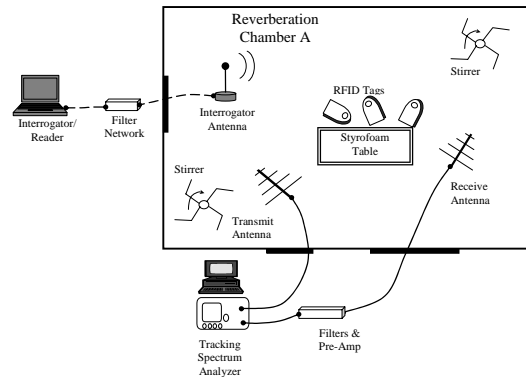 Reverberation
Chamber A
Stirrer
RFID Tags
Interrogator/
Reader
Filter
Network
Interrogator
Antenna
Styrofoam
Table
Stirrer
Transmit
Antenna
Receive
Antenna
Tracking
Spectrum
Analyzer
Filters &
Pre-Amp